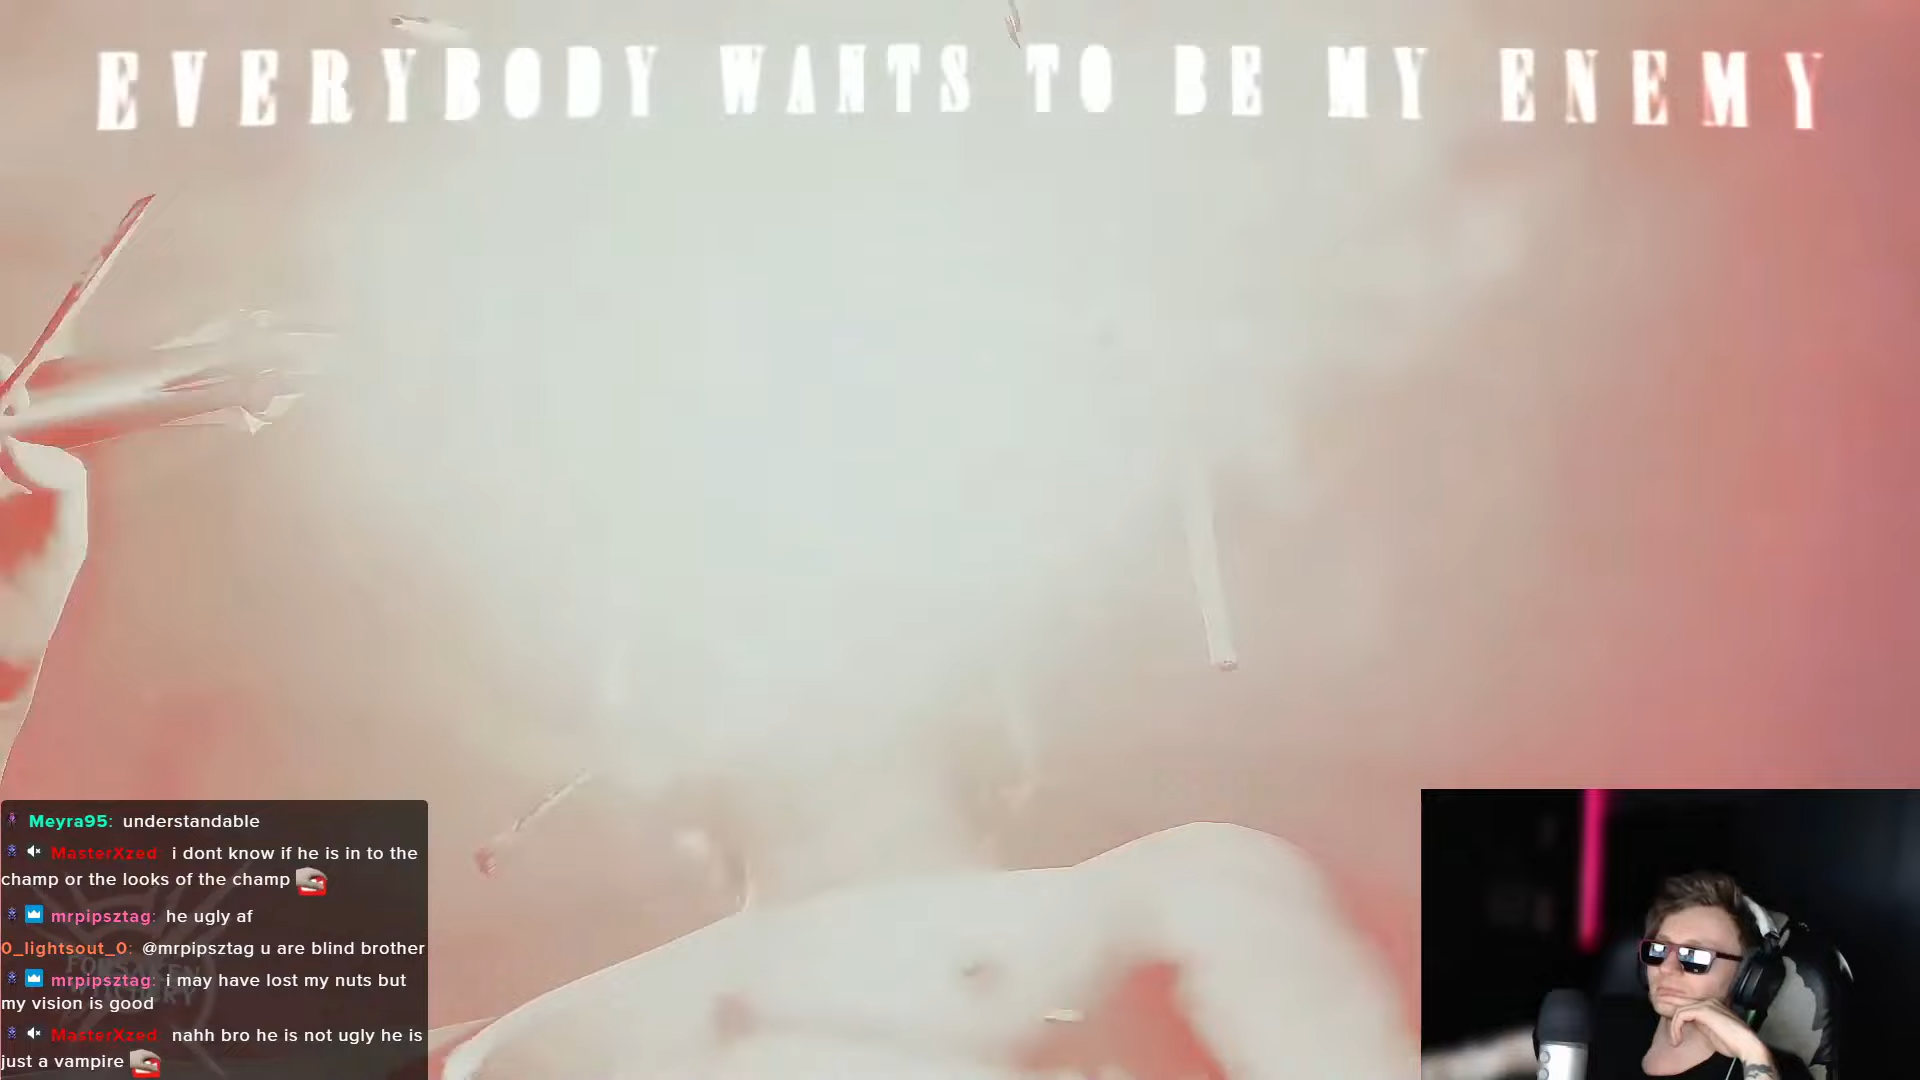 EVERYBODY WANTS TO BE MY ENEMY
Meyra95: understandable
MasterXzed: i dont know if he is in to the
champ or the looks of the champ
mrpipsztag: he ugly af
0_lightsout_0: @mrpipsztag u are blind brother
mrpipsztag: i may have lost my nuts but
my vision is good
MasterXzed: nahh bro he is not ugly he is
just a vampire